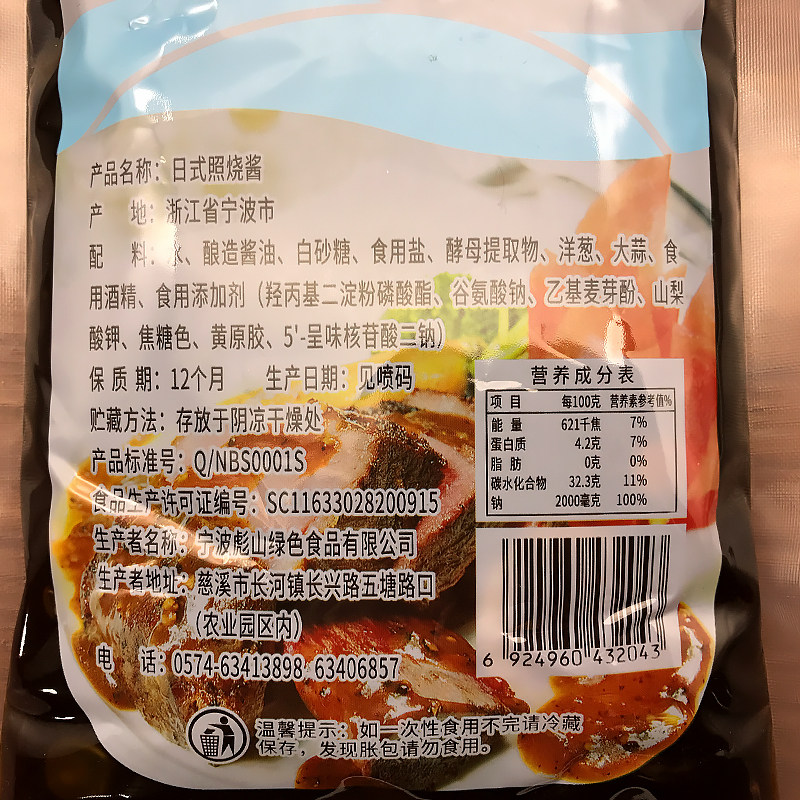 产品名称：日式照烧酱
产 地：浙江省宁波市
配 料：水、酿造酱油、白砂糖、食用盐、酵母提取物、洋葱、大蒜、食
用酒精、食用添加剂（羟丙基二淀粉磷酸酯、谷氨酸钠、乙基麦芽酚、山梨
酸钾、焦糖色、黄原胶、5'-呈味核苷酸二钠）
保 质 期：12个月 生产日期：见喷码
贮藏方法：存放于阴凉干燥处
产品标准号：Q/NBS0001S
食品生产许可证编号：SC11633028200915
生产者名称：宁波彪山绿色食品有限公司
生产者地址：慈溪市长河镇长兴路五塘路口
（农业园区内）
电 话：0574-63413898 63406857
温馨提示：如一次性食用不完请冷藏
保存，发现胀包请勿食用。
营养成分表
项 目 每100克 营养素参考值%
能 量 621千焦 7%
蛋白质 4.2克 7%
脂 肪 0克 0%
碳水化合物 32.3克 11%
钠 2000毫克 100%
6 924960 432043